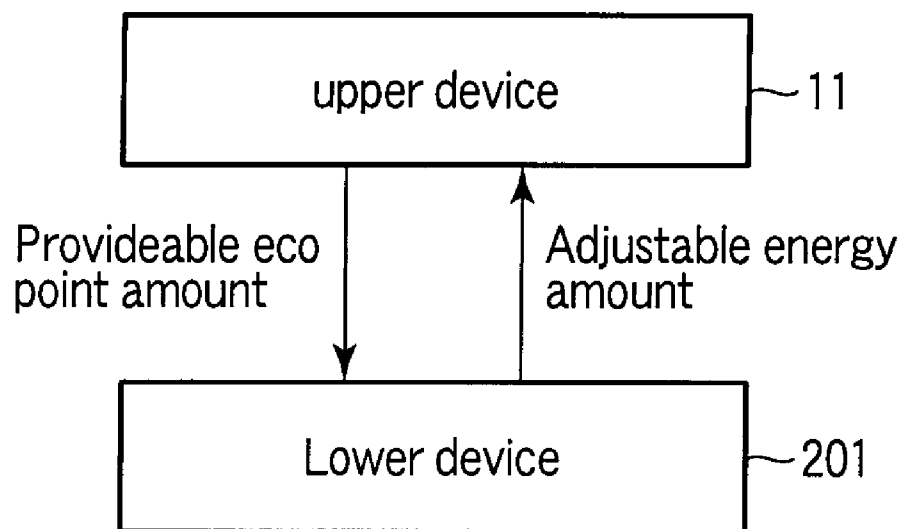 upper device
11
Provideable eco
point amount
Adjustable energy
amount
Lower device
201